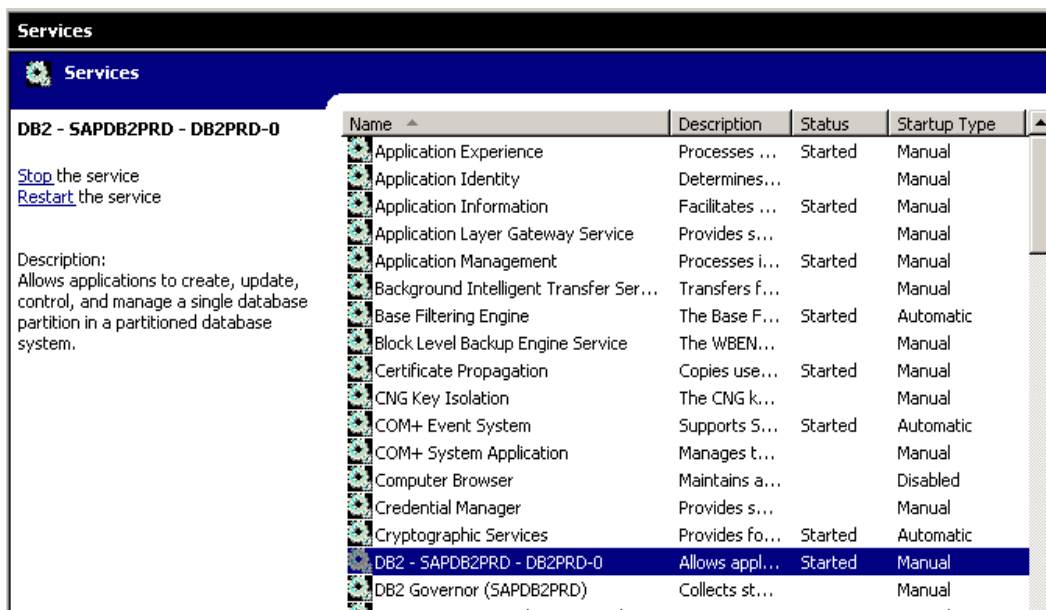 Services
Services
DB2 - SAPDB2PRD - DB2PRD-0
Stop the service
Restart the service
Description:
Allows applications to create, update,
control, and manage a single database
partition in a partitioned database
system.
Name Description Status Startup Type
Application Experience Processes ... Started Manual
Application Identity Determines... Manual
Application Information Facilitates ... Started Manual
Application Layer Gateway Service Provides s... Manual
Application Management Processes i... Started Manual
Background Intelligent Transfer Ser... Transfers f... Manual
Base Filtering Engine The Base F... Started Automatic
Block Level Backup Engine Service The WBEN... Manual
Certificate Propagation Copies use... Started Manual
CNG Key Isolation The CNG k... Manual
COM+ Event System Supports S... Started Automatic
COM+ System Application Manages t... Manual
Computer Browser Maintains a... Disabled
Credential Manager Provides s... Manual
Cryptographic Services Provides fo... Started Automatic
DB2 - SAPDB2PRD - DB2PRD-0 Allows appl... Started Manual
DB2 Governor (SAPDB2PRD) Collects st... Manual